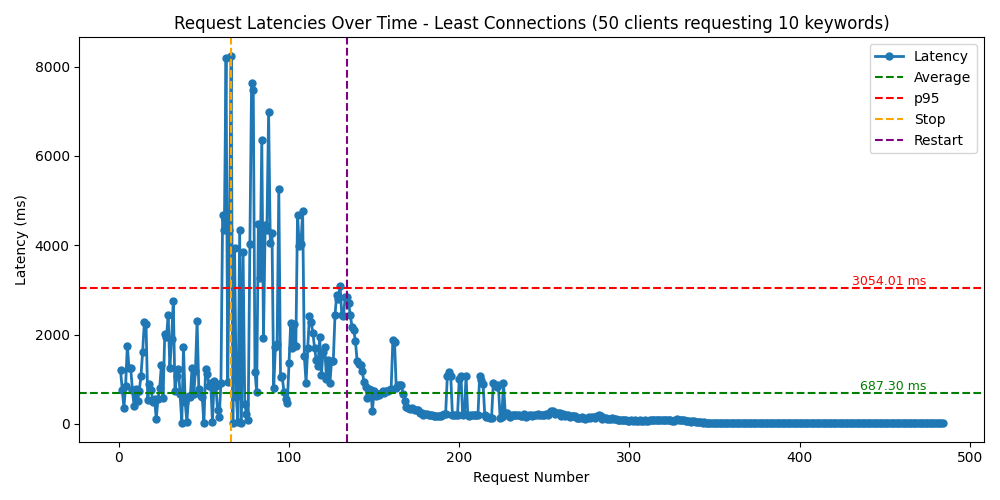 Request Latencies Over Time - Least Connections (50 clients requesting 10 keywords)
Latency (ms)
8000
6000
4000
2000
0
Latency
Average
p95
Stop
Restart
3054.01 ms
687.30 ms
0
100
200
300
400
500
Request Number